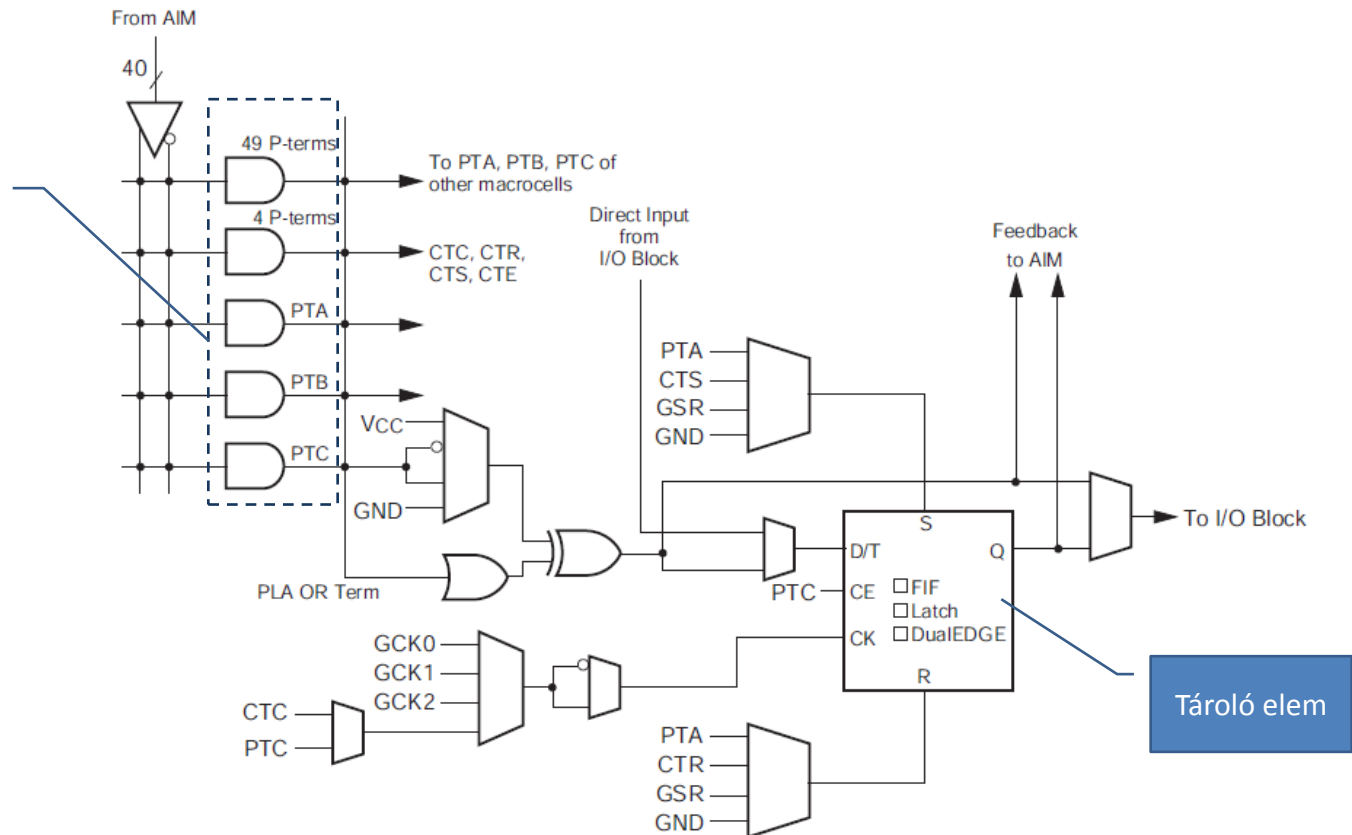 From AIM
40
49 P-terms
To PTA, PTB, PTC of
other macrocells
4 P-terms
CTC, CTR,
CTS, CTE
Direct Input
from
I/O Block
Feedback
to AIM
PTA
PTB
PTC
VCC
GND
PLA OR Term
PTA
CTS
GSR
GND
S
D/T
Q
To I/O Block
PTC
CE
FIF
Latch
DualEDGE
CK
R
GCK0
GCK1
GCK2
CTC
PTC
PTA
CTR
GSR
GND
Tároló elem